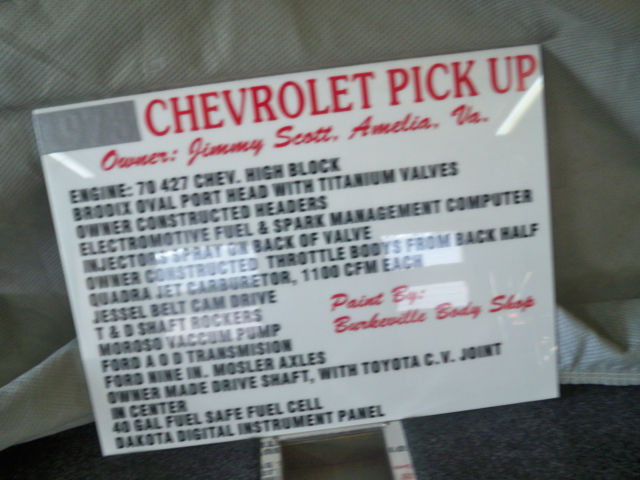 CHEVROLET PICK UP
Owner: Jimmy Scott, Amelia, Va.
ENGINE: 70 427 CHEV. HIGH BLOCK
BRODIX OVAL PORT HEAD WITH TITANIUM VALVES
OWNER CONSTRUCTED HEADERS
ELECTROMOTIVE FUEL & SPARK MANAGEMENT COMPUTER
INJECTORS SPRAY ON BACK OF VALVE
OWNER CONSTRUCTED THROTTLE BODYS FROM BACK HALF
QUADRA JET CARBURETOR, 1100 CFM EACH
JESSEL BELT CAM DRIVE
T & D SHAFT ROCKERS
MOROSO VACCUM PUMP
FORD A O D TRANSMISION
FORD NINE IN. MOSLER AXLES
OWNER MADE DRIVE SHAFT, WITH TOYOTA C.V. JOINT
IN CENTER
40 GAL FUEL SAFE FUEL CELL
DAKOTA DIGITAL INSTRUMENT PANEL
Paint By:
Burkeville Body Shop